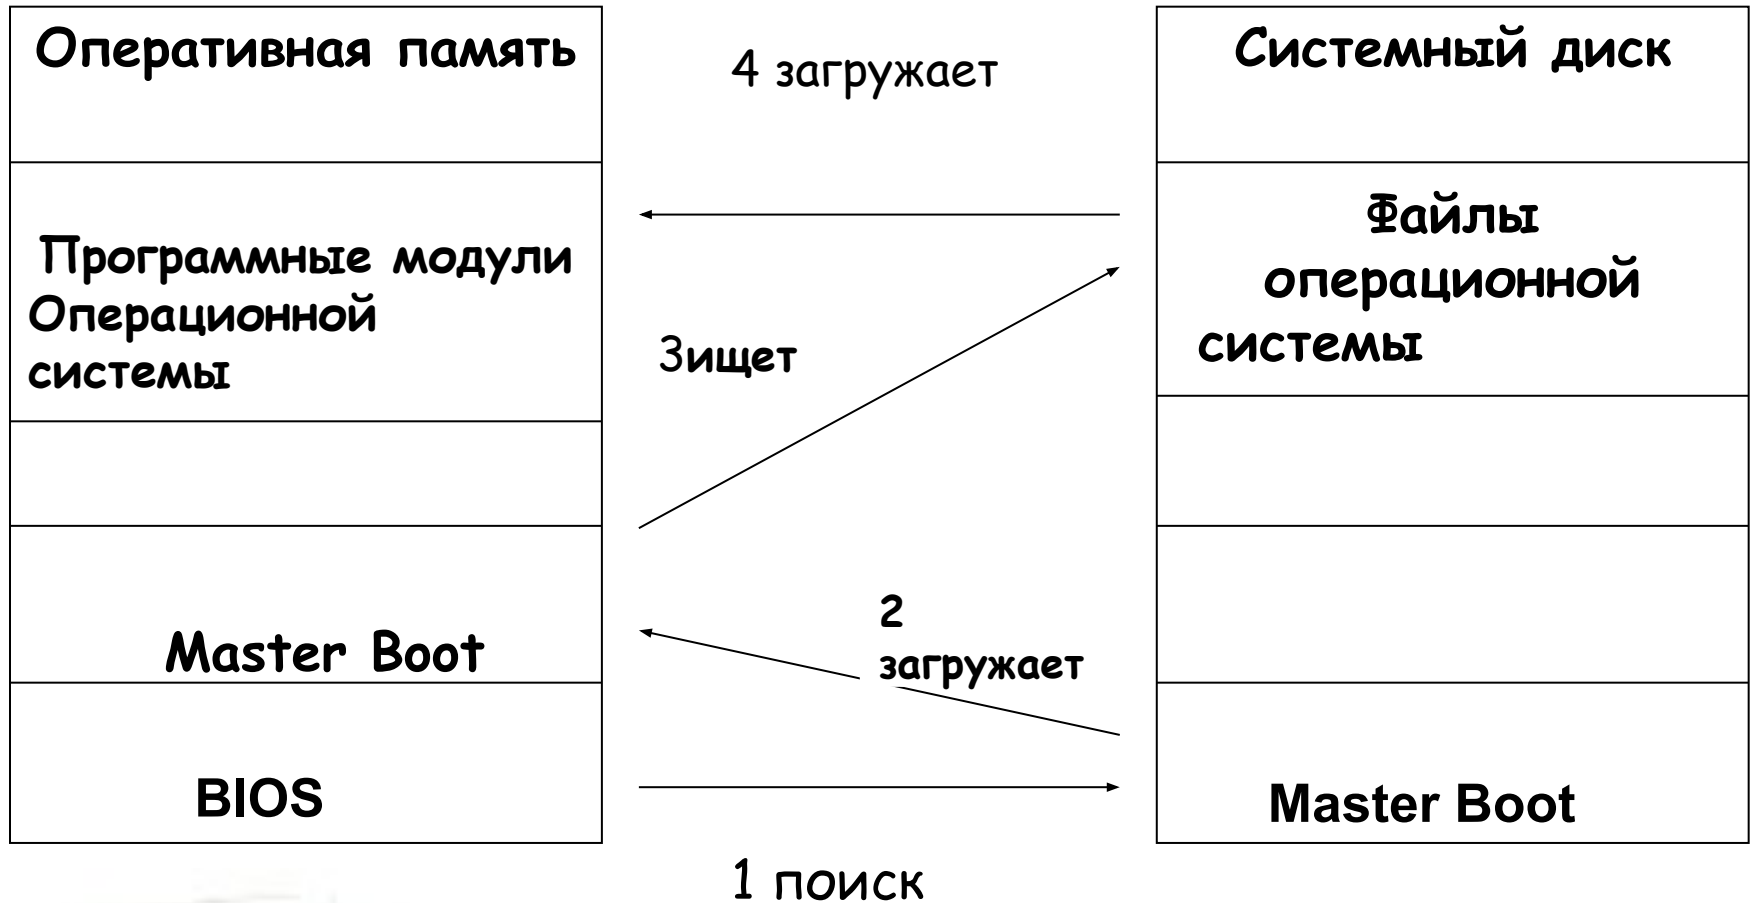 Оперативная память
Программные модули
Операционной
системы
Master Boot
BIOS
4 загружает
3ищет
2
загружает
1 поиск
Системный диск
Файлы
операционной
системы
Master Boot